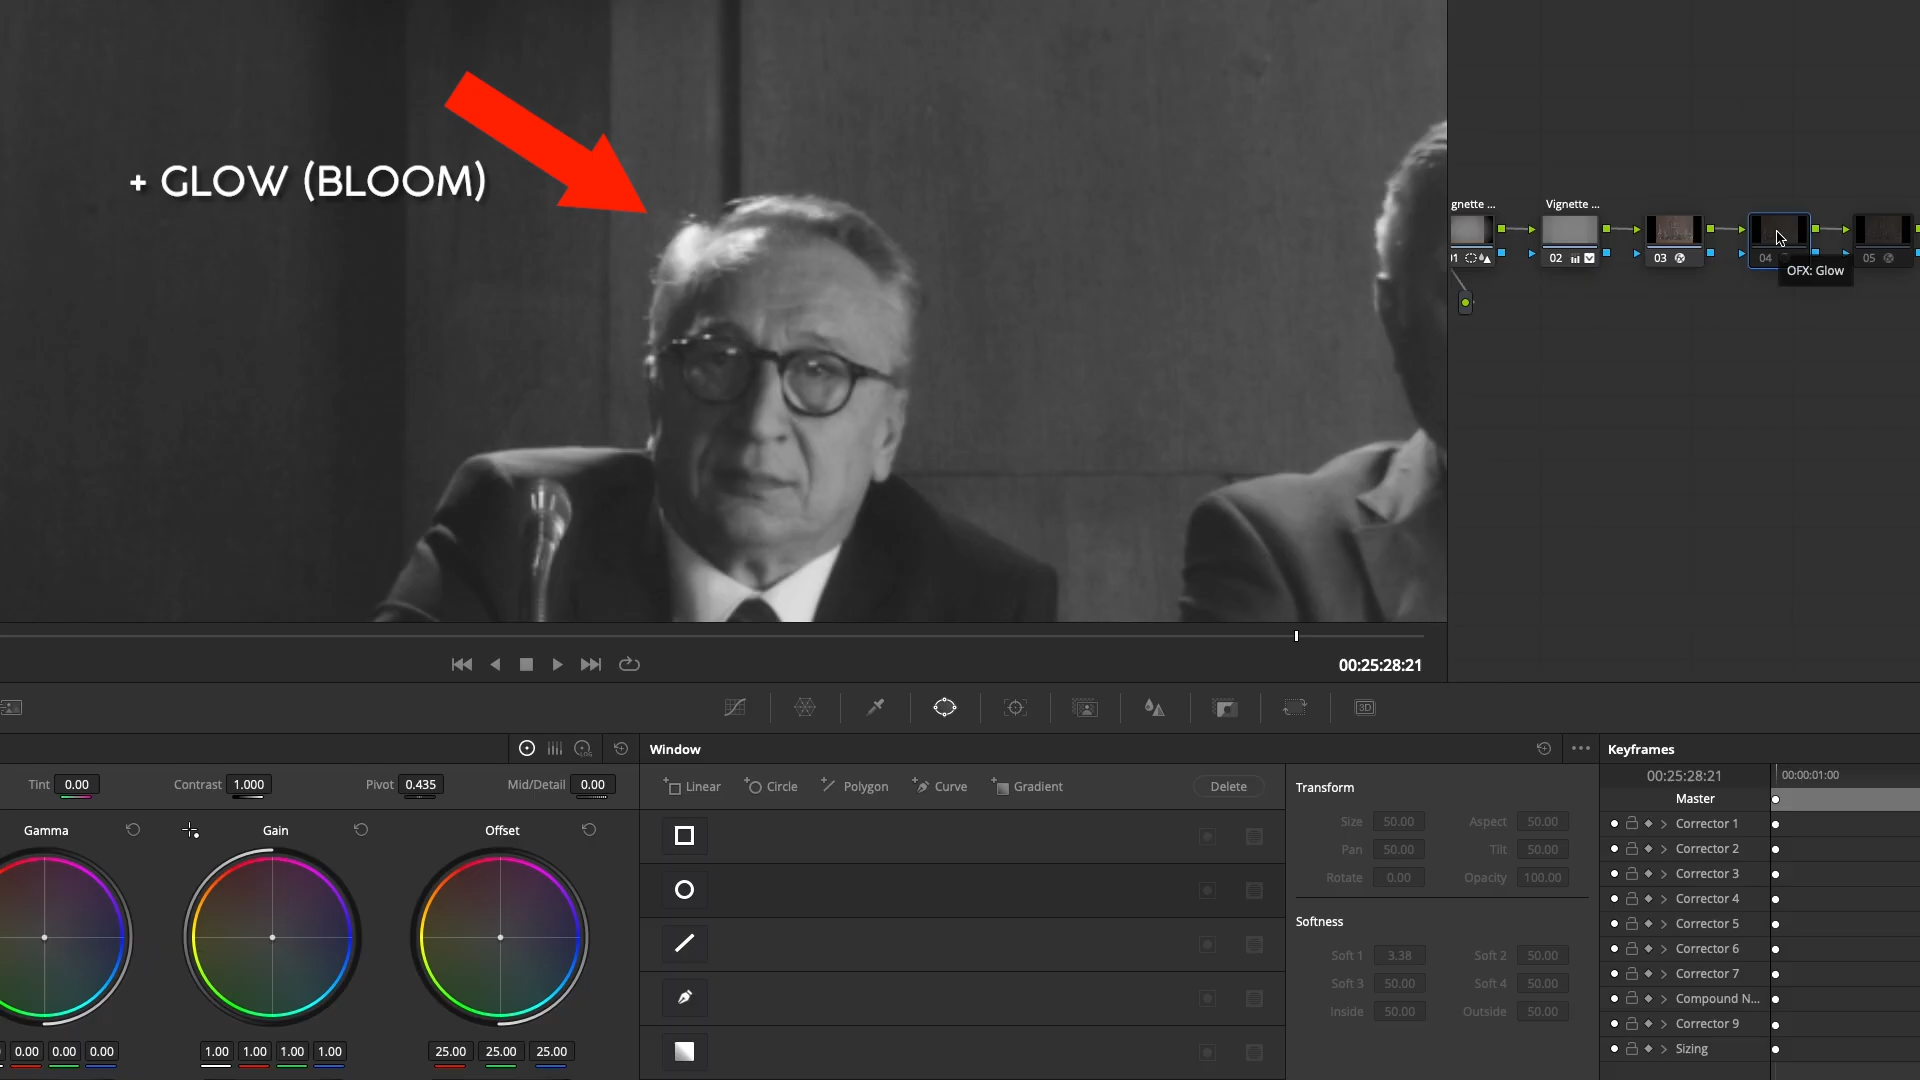 + GLOW (BLOOM)
gnette ...
Vignette ...
01
02
03
04
05
OFX: Glow
00:25:28:21
3D
LOG
Window
Keyframes
Tint 0.00
Contrast 1.000
Pivot 0.435
Mid/Detail 0.00
Linear
Circle
Polygon
Curve
Gradient
Delete
Transform
Size 50.00
Aspect 50.00
Pan 50.00
Tilt 50.00
Rotate 0.00
Opacity 100.00
Softness
Soft 1 3.38
Soft 2 50.00
Soft 3 50.00
Soft 4 50.00
Inside 50.00
Outside 50.00
Gamma
Gain
Offset
0.00 0.00 0.00
1.00 1.00 1.00 1.00
25.00 25.00 25.00
00:25:28:21
00:00:01:00
Master
Corrector 1
Corrector 2
Corrector 3
Corrector 4
Corrector 5
Corrector 6
Corrector 7
Compound N...
Corrector 9
Sizing